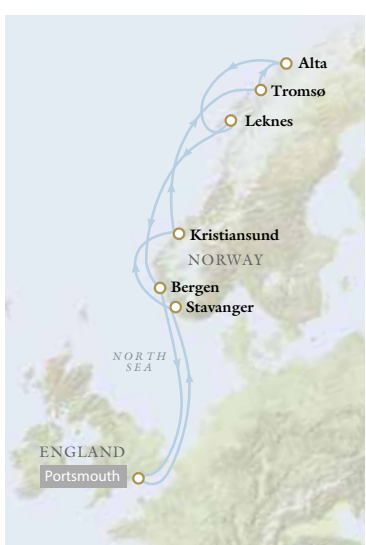 Alta
Tromsø
Leknes
Kristiansund
NORWAY
Bergen
Stavanger
NORTH
SEA
ENGLAND
Portsmouth